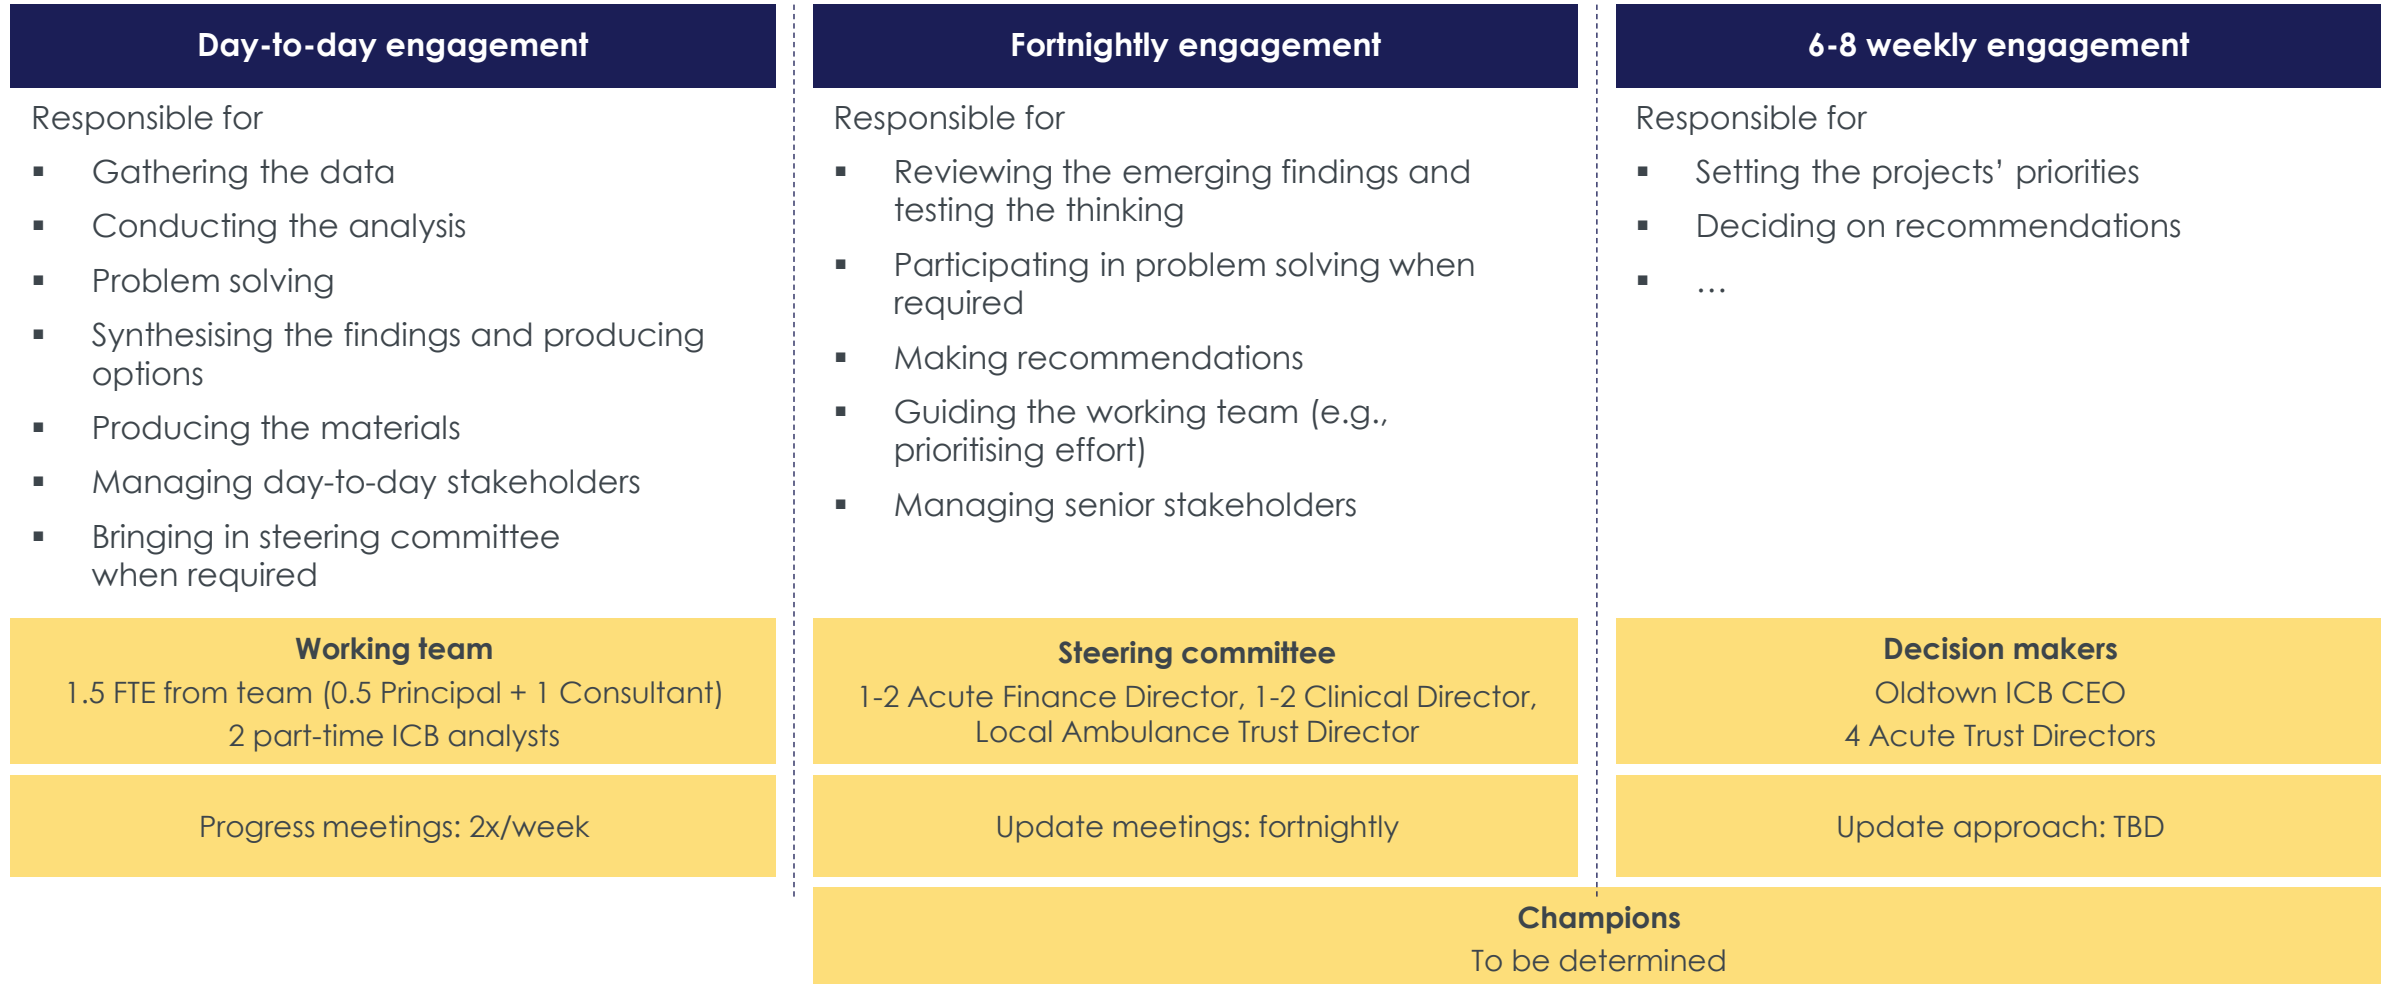 Day-to-day engagement
Responsible for
▪ Gathering the data
▪ Conducting the analysis
▪ Problem solving
▪ Synthesising the findings and producing
options
▪ Producing the materials
▪ Managing day-to-day stakeholders
▪ Bringing in steering committee
when required
Working team
1.5 FTE from team (0.5 Principal + 1 Consultant)
2 part-time ICB analysts
Progress meetings: 2x/week
Fortnightly engagement
Responsible for
▪ Reviewing the emerging findings and
testing the thinking
▪ Participating in problem solving when
required
▪ Making recommendations
▪ Guiding the working team (e.g.,
prioritising effort)
▪ Managing senior stakeholders
Steering committee
1-2 Acute Finance Director, 1-2 Clinical Director,
Local Ambulance Trust Director
Update meetings: fortnightly
6-8 weekly engagement
Responsible for
▪ Setting the projects’ priorities
▪ Deciding on recommendations
▪ …
Decision makers
Oldtown ICB CEO
4 Acute Trust Directors
Update approach: TBD
Champions
To be determined